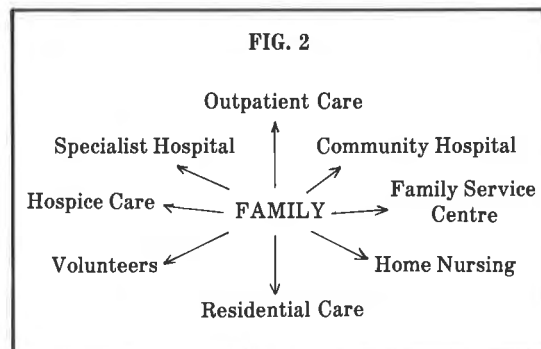 FIG. 2
Outpatient Care
Specialist Hospital
Community Hospital
Hospice Care
FAMILY
Family Service
Centre
Volunteers
Home Nursing
Residential Care